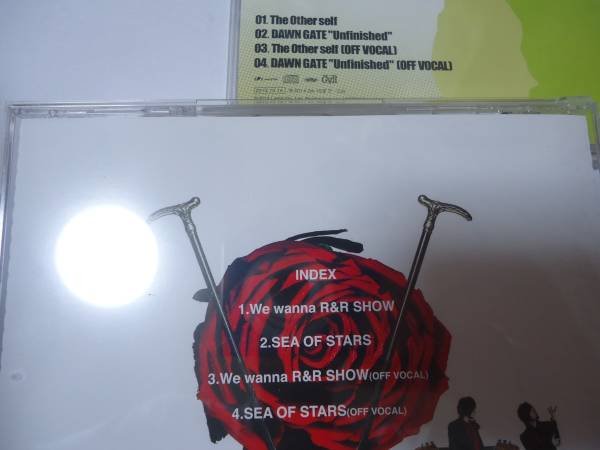 01. The Other self
02. DAWN GATE "Unfinished"
03. The Other self (OFF VOCAL)
04. DAWN GATE "Unfinished" (OFF VOCAL)
INDEX
1.We wanna R&R SHOW
2.SEA OF STARS
3.We wanna R&R SHOW(OFF VOCAL)
4.SEA OF STARS(OFF VOCAL)